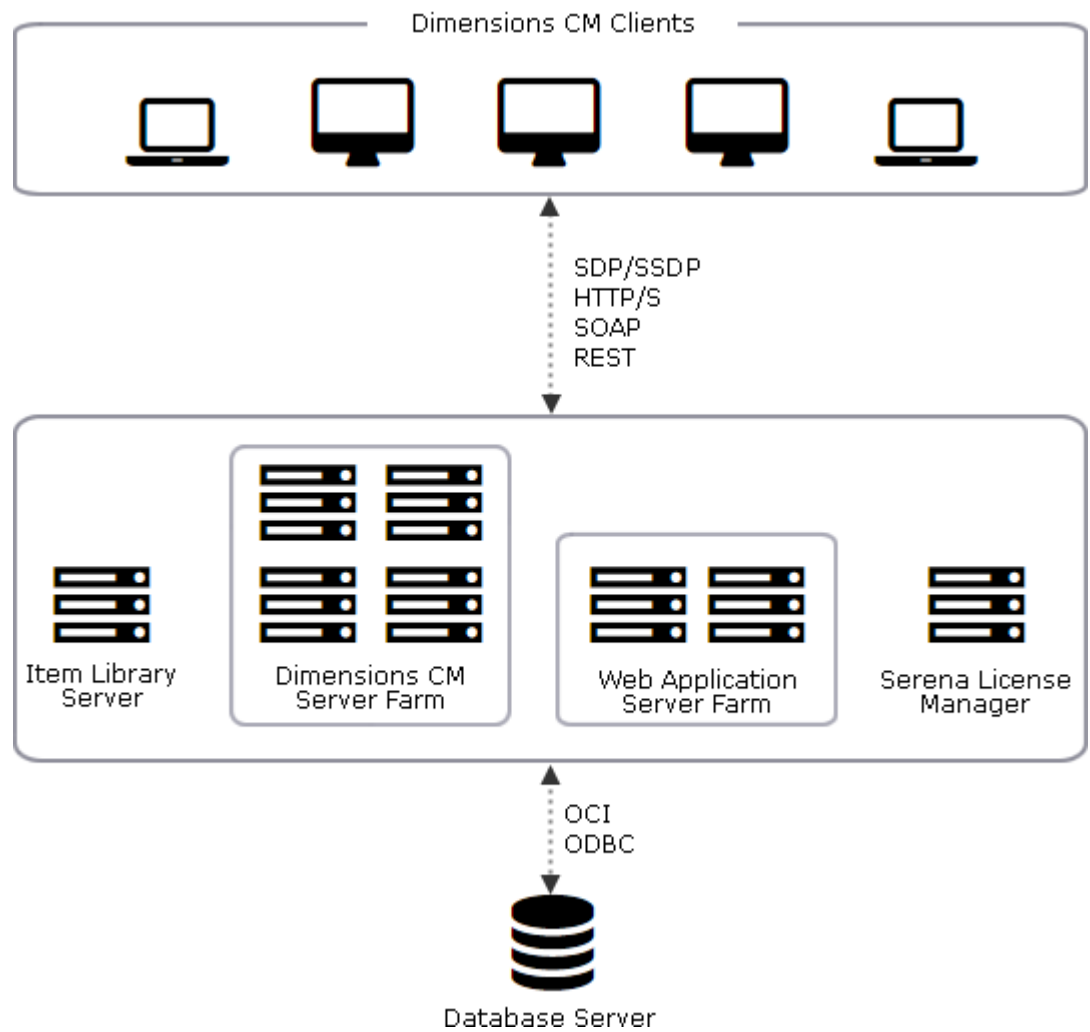 Dimensions CM Clients
SDP/SSDP
HTTP/S
SOAP
REST
Item Library
Server
Dimensions CM
Server Farm
Web Application
Server Farm
Serena License
Manager
OCI
ODBC
Database Server